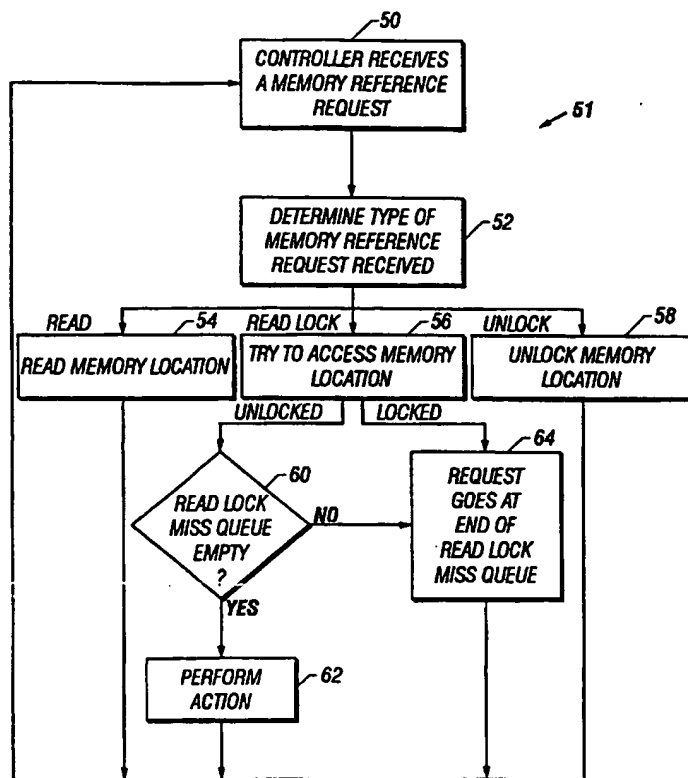 50
CONTROLLER RECEIVES
A MEMORY REFERENCE
REQUEST
51
DETERMINE TYPE OF
MEMORY REFERENCE
REQUEST RECEIVED
52
READ
54
READ LOCK
56
UNLOCK
58
READ MEMORY LOCATION
TRY TO ACCESS MEMORY
LOCATION
UNLOCK MEMORY
LOCATION
UNLOCKED
LOCKED
60
64
READ LOCK
MISS QUEUE
EMPTY
?
NO
REQUEST
GOES AT
END OF
READ LOCK
MISS QUEUE
YES
PERFORM
ACTION
62